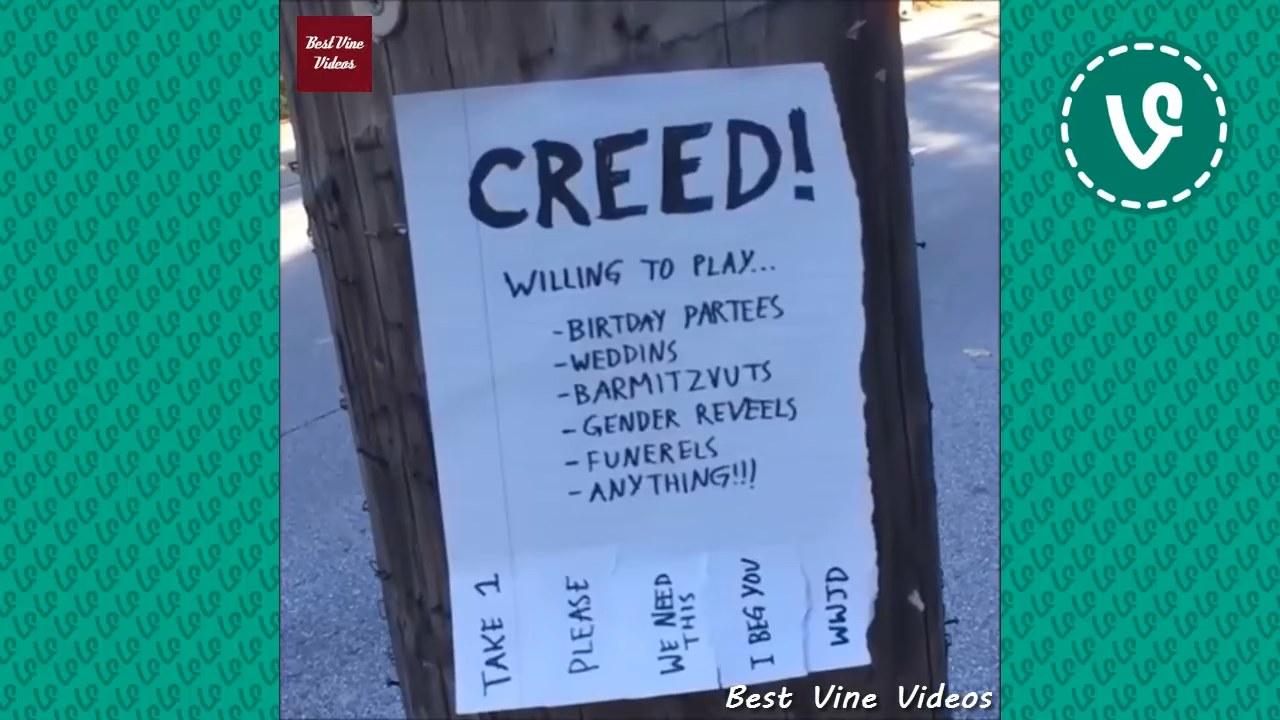 Best Vine
Videos
CREED!
WILLING TO PLAY...
-BIRTDAY PARTEES
-WEDDINS
-BARMITZVUTS
-GENDER REVEELS
-FUNERELS
-ANYTHING!!!
TAKE 1
PLEASE
WE NEED
THIS
I BEG YOU
WWJD
Best Vine Videos